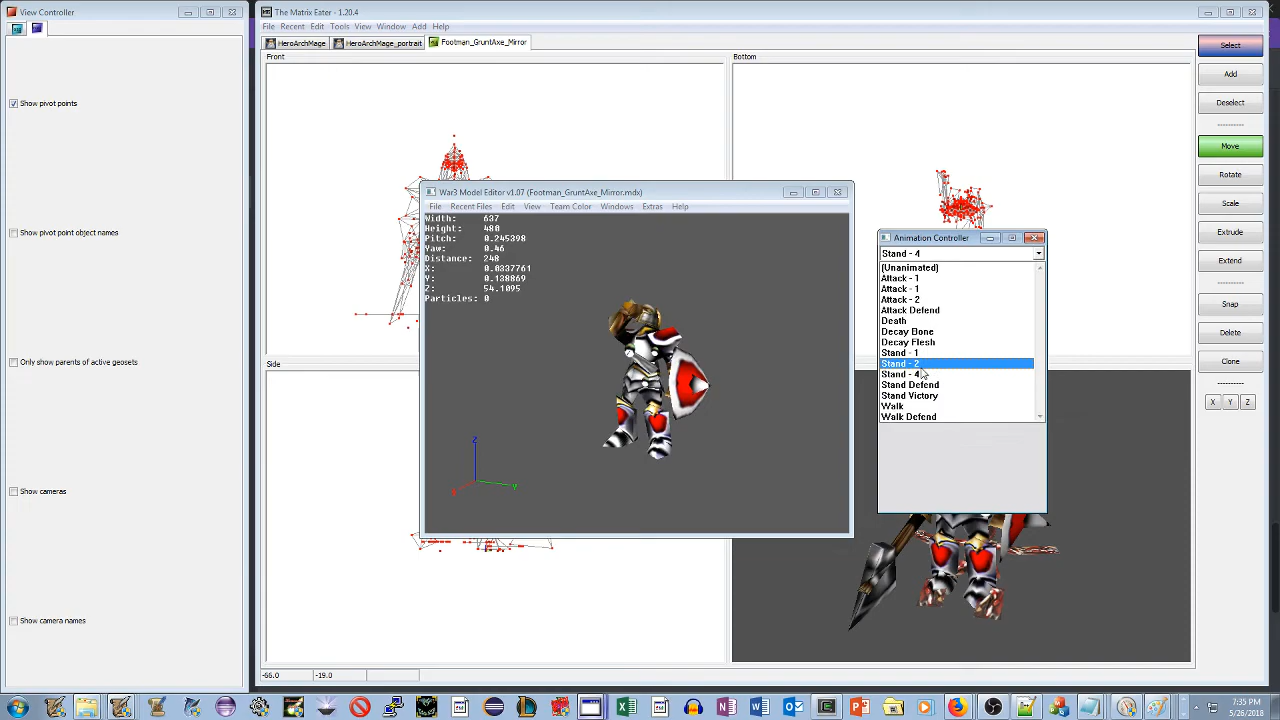 View Controller
Show pivot points
Show pivot point object names
Only show parents of active geosets
Show cameras
Show camera names
The Matrix Eater - 1.20.4
File Recent Edit Tools View Window Add Help
HeroArchMage HeroArchMage_portrait Footman_GruntAxe_Mirror
Front
Bottom
Side
War3 Model Editor v1.07 (Footman_GruntAxe_Mirror.mdx)
File Recent Files Edit View Team Color Windows Extras Help
Width: 637
Height: 480
Pitch: 0.245398
Yaw: 0.46
Distance: 248
X: 0.0337761
Y: 0.138869
Z: 54.1095
Particles: 0
Z
X
Y
Animation Controller
Stand - 4
(Unanimated)
Attack - 1
Attack - 1
Attack - 2
Attack Defend
Death
Decay Bone
Decay Flesh
Stand - 1
Stand - 2
Stand - 4
Stand Defend
Stand Victory
Walk
Walk Defend
Select
Add
Deselect
----------
Move
Rotate
Scale
Extrude
Extend
----------
Snap
Delete
Clone
X Y Z
-66.0 -19.0
7:35 PM
5/26/2018